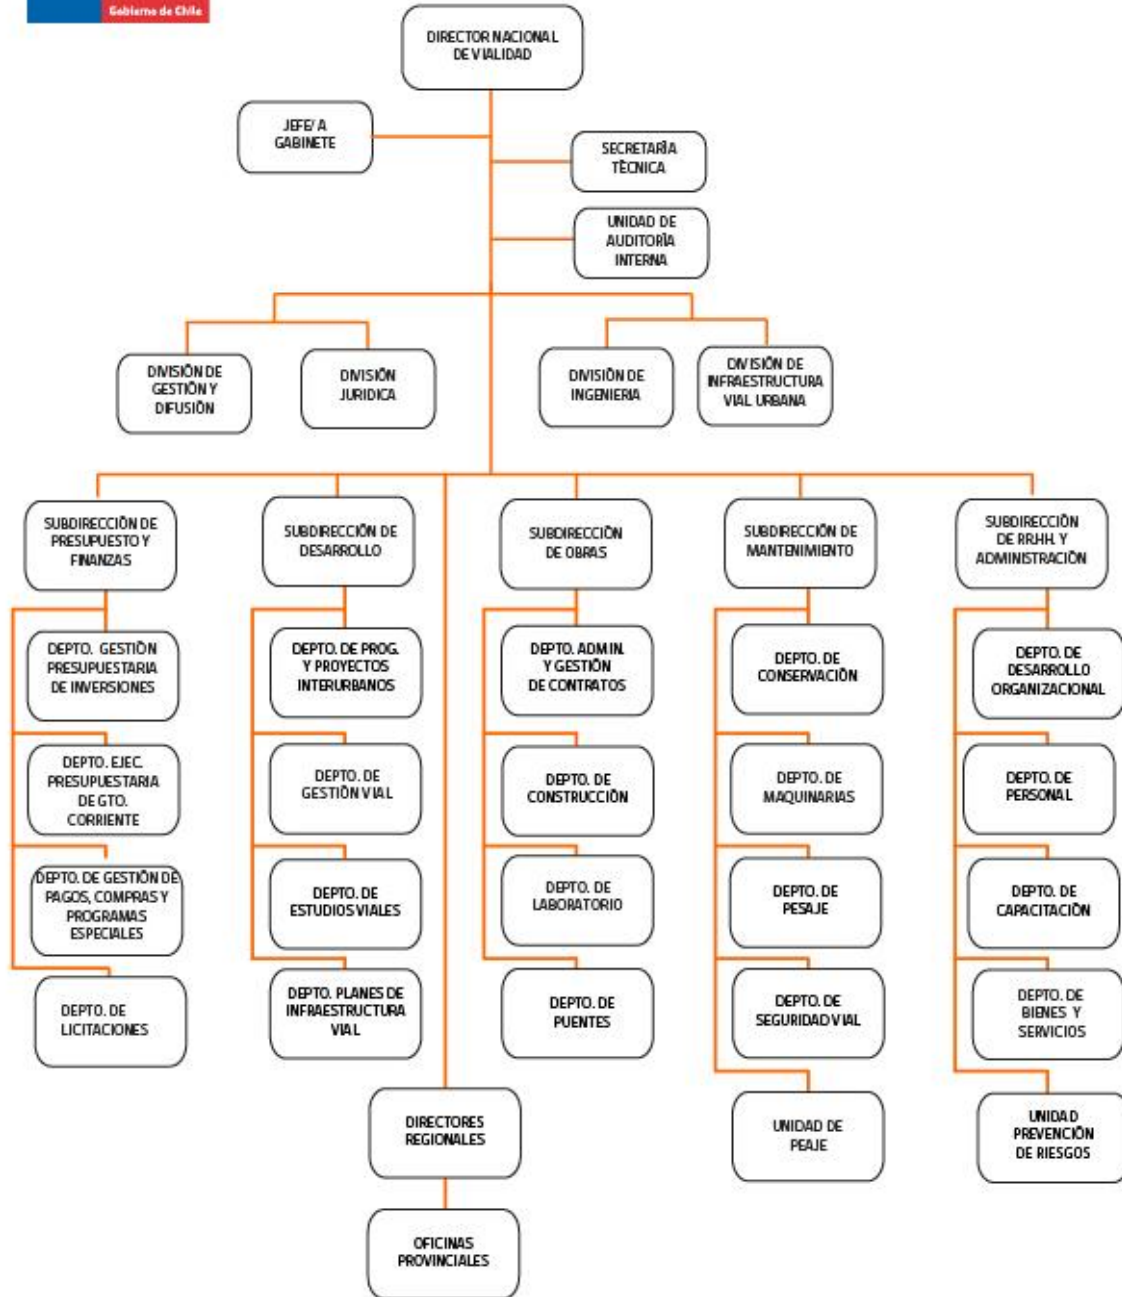 Gobierno de Chile
DIRECTOR NACIONAL
DE VIALIDAD
JEFE/ A
GABINETE
SECRETARÌA
TÈCNICA
UNIDAD DE
AUDITORÌA
INTERNA
DIVISIÓN DE
GESTIÓN Y
DIFUSIÓN
DIVISIÓN
JURIDICA
DIVISIÓN DE
INGENIERIA
DIVISIÓN DE
INFRAESTRUCTURA
VIAL URBANA
SUBDIRECCIÓN DE
PRESUPUESTO Y
FINANZAS
SUBDIRECCIÓN DE
DESARROLLO
SUBDIRECCIÓN
DE OBRAS
SUBDIRECCIÓN DE
MANTENIMIENTO
SUBDIRECCIÓN
DE RR.HH. Y
ADMINISTRACIÓN
DEPTO. GESTIÓN
PRESUPUESTARIA
DE INVERSIONES
DEPTO. DE PROG.
Y PROYECTOS
INTERURBANOS
DEPTO. ADMIN.
Y GESTIÓN
DE CONTRATOS
DEPTO. DE
CONSERVACIÓN
DEPTO. DE
DESARROLLO
ORGANIZACIONAL
DEPTO. EJEC.
PRESUPUESTARIA
DE GTO.
CORRIENTE
DEPTO. DE
GESTIÓN VIAL
DEPTO. DE
CONSTRUCCIÓN
DEPTO. DE
MAQUINARIAS
DEPTO. DE
PERSONAL
DEPTO. DE GESTIÓN DE
PAGOS, COMPRAS Y
PROGRAMAS
ESPECIALES
DEPTO. DE
ESTUDIOS VIALES
DEPTO. DE
LABORATORIO
DEPTO. DE
PESAJE
DEPTO. DE
CAPACITACIÓN
DEPTO. DE
LICITACIONES
DEPTO. PLANES DE
INFRAESTRUCTURA
VIAL
DEPTO. DE
PUENTES
DEPTO. DE
SEGURIDAD VIAL
DEPTO. DE
BIENES Y
SERVICIOS
DIRECTORES
REGIONALES
UNIDAD DE
PEAJE
UNIDAD
PREVENCIÓN
DE RIESGOS
OFICINAS
PROVINCIALES